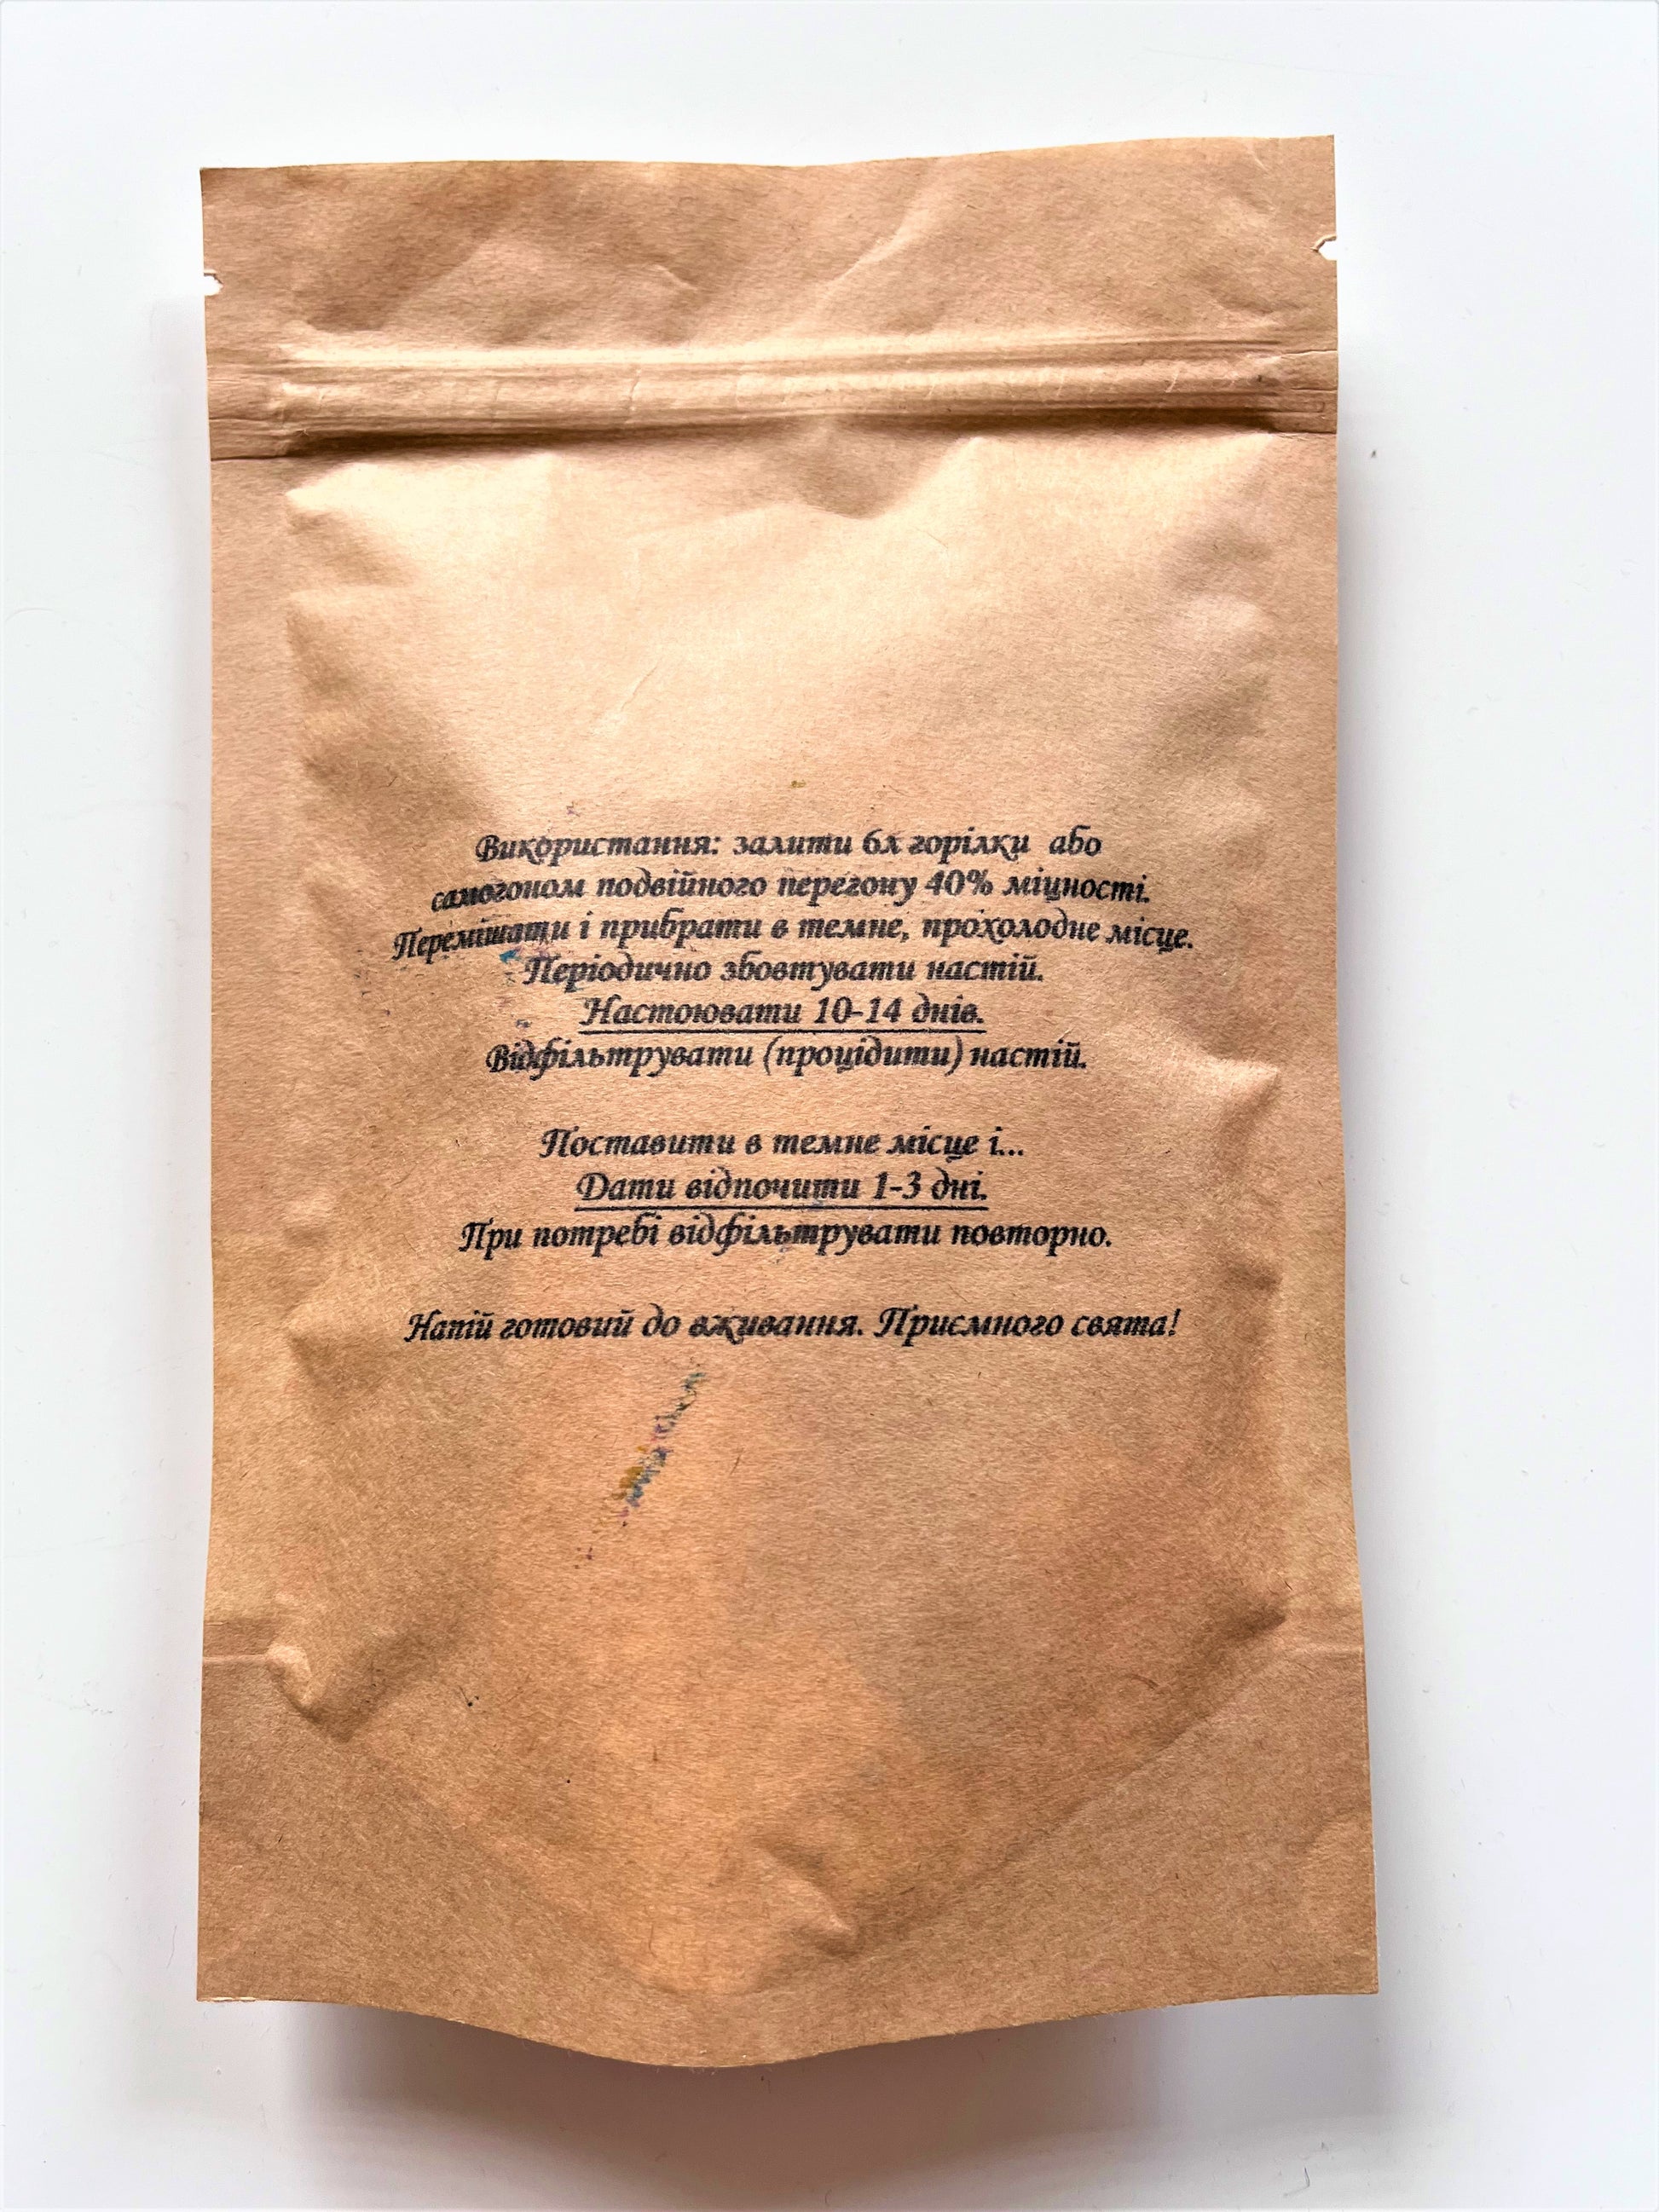 Використання: залити 6л горілки або
самогоном подвійного перегону 40% міцності.
Перемішати і прибрати в темне, прохолодне місце.
Періодично збовтувати настій.
Настоювати 10-14 днів.
Відфільтрувати (процідити) настій.
Поставити в темне місце і...
Дати відпочити 1-3 дні.
При потребі відфільтрувати повторно.
Напій готовий до вживання. Приємного свята!